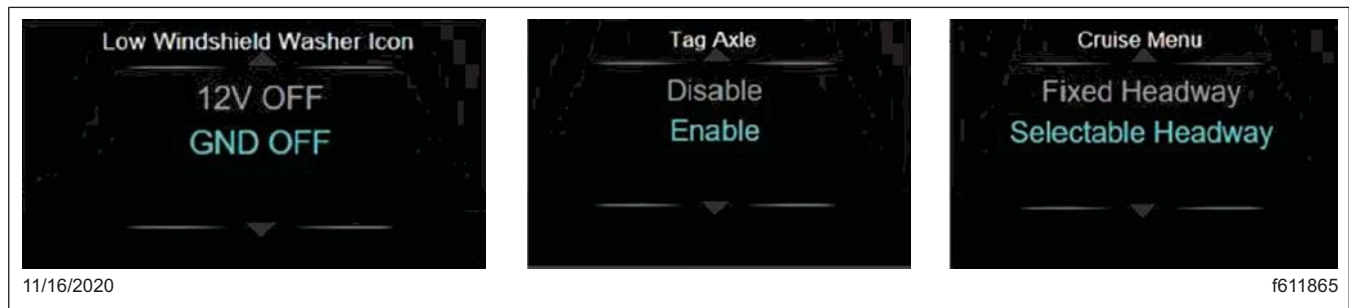 Low Windshield Washer Icon
12V OFF
GND OFF
Tag Axle
Disable
Enable
Cruise Menu
Fixed Headway
Selectable Headway
11/16/2020
f611865